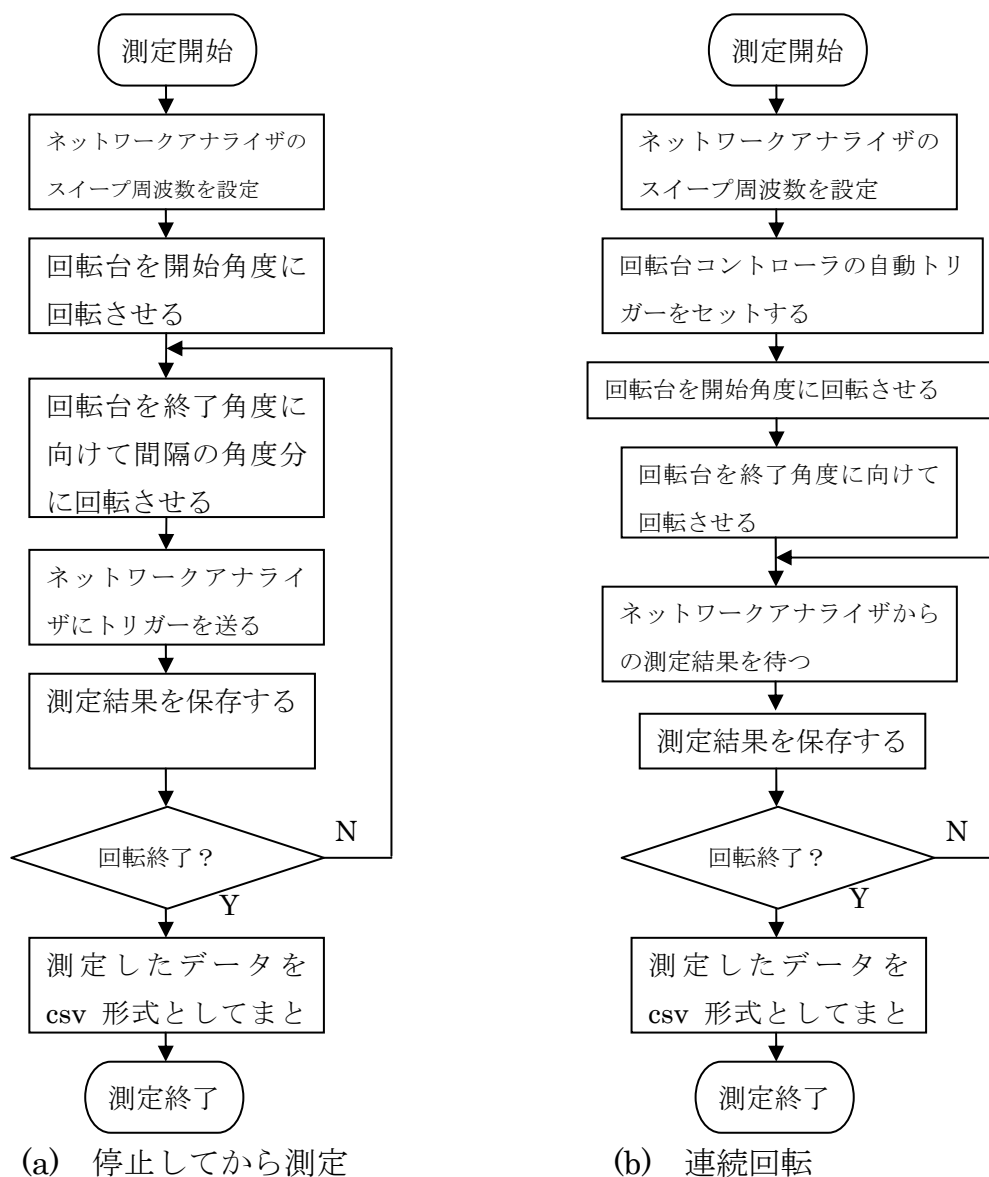 測定開始
ネットワークアナライザの
スイープ周波数を設定
回転台を開始角度に
回転させる
回転台を終了角度に
向けて間隔の角度分
に回転させる
ネットワークアナライ
ザにトリガーを送る
測定結果を保存する
回転終了？
N
Y
測定したデータを
csv 形式としてまと
測定終了
(a) 停止してから測定
測定開始
ネットワークアナライザの
スイープ周波数を設定
回転台コントローラの自動トリ
ガーをセットする
回転台を開始角度に回転させる
回転台を終了角度に向けて
回転させる
ネットワークアナライザから
の測定結果を待つ
測定結果を保存する
回転終了？
N
Y
測定したデータを
csv 形式としてまと
測定終了
(b) 連続回転